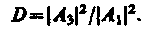 D = |A₃|²/|A₁|².